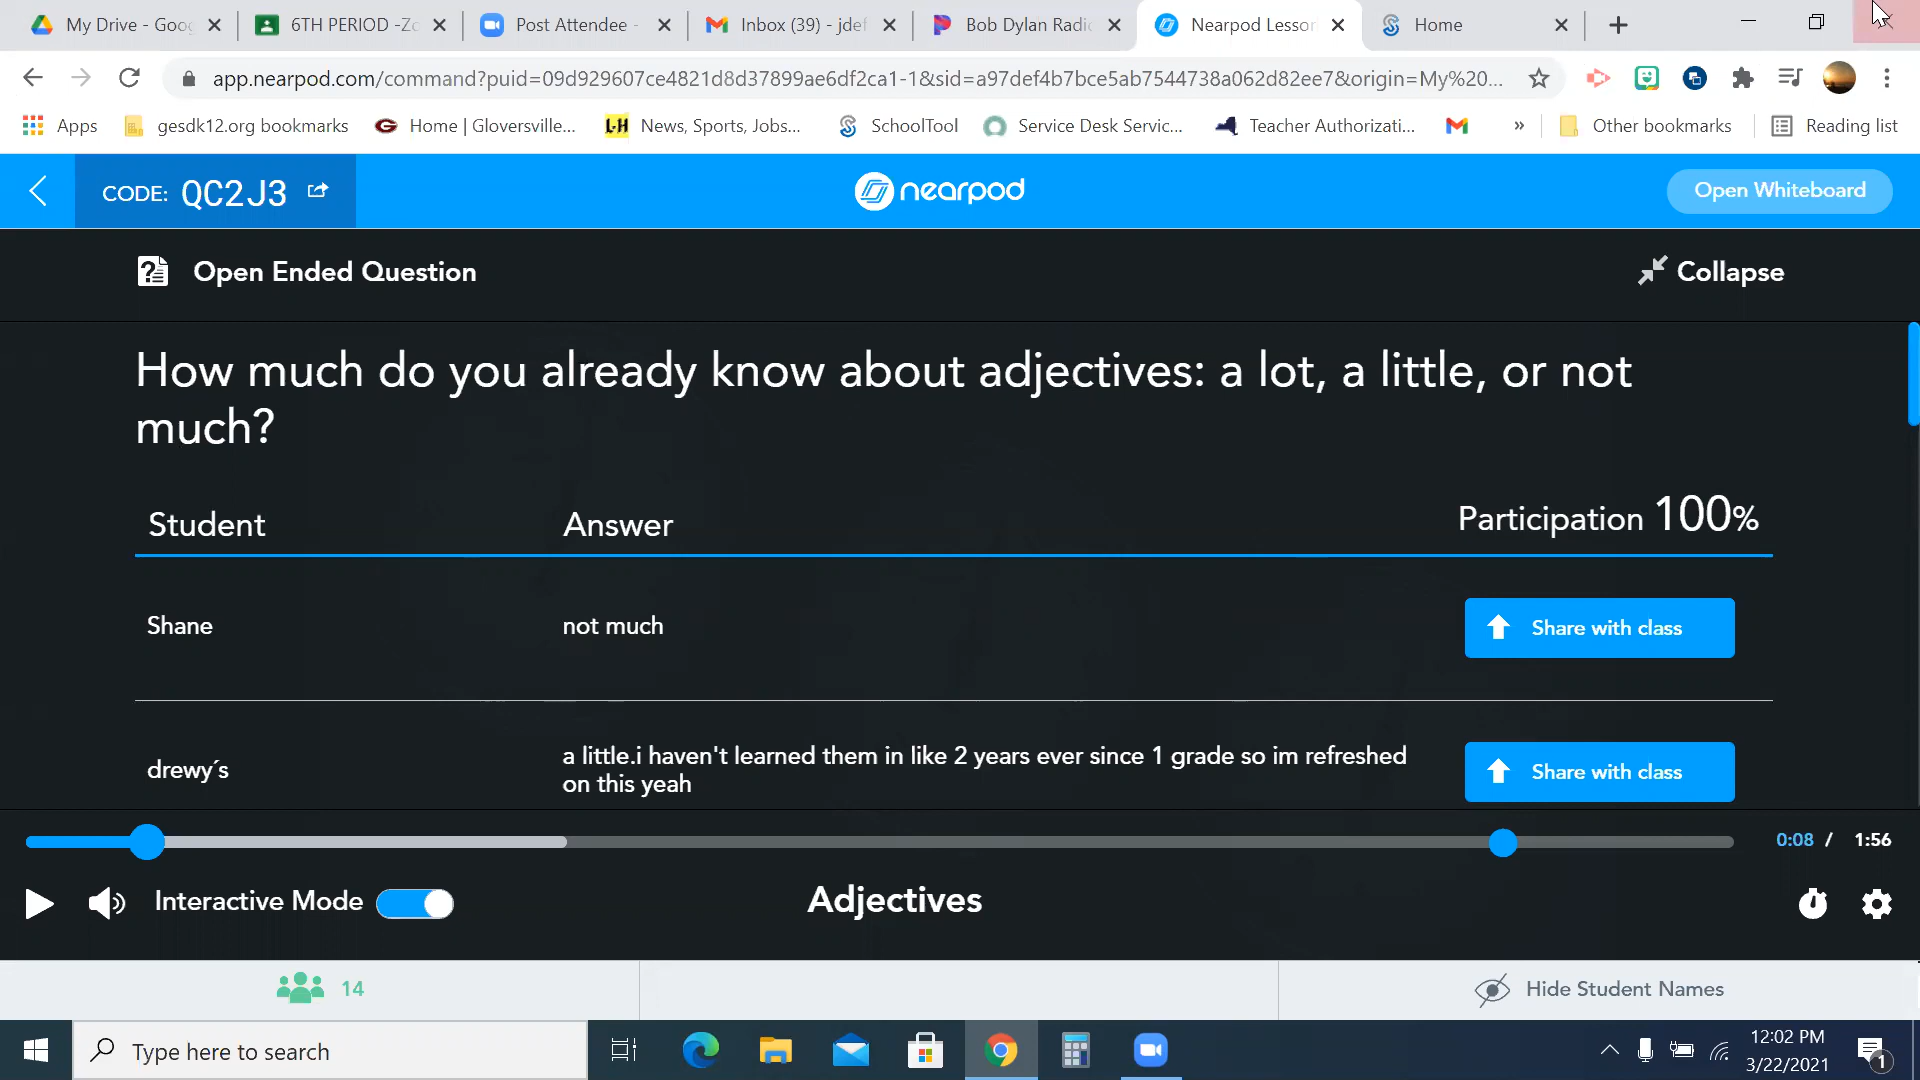 My Drive - Goog
6TH PERIOD -Zo
Post Attendee -
Inbox (39) - jdef
Bob Dylan Radio
Nearpod Lesson
Home
app.nearpod.com/command?puid=09d929607ce4821d8d37899ae6df2ca1-1&sid=a97def4b7bce5ab7544738a062d82ee7&origin=My%20...
Apps
gesdk12.org bookmarks
Home | Gloversville...
LH News, Sports, Jobs...
SchoolTool
Service Desk Servic...
Teacher Authorizati...
»
Other bookmarks
Reading list
CODE: QC2J3
nearpod
Open Whiteboard
Open Ended Question
Collapse
How much do you already know about adjectives: a lot, a little, or not
much?
Student
Answer
Participation 100%
Shane
not much
Share with class
drewy´s
a little.i haven't learned them in like 2 years ever since 1 grade so im refreshed
on this yeah
Share with class
0:08 / 1:56
Interactive Mode
Adjectives
14
Hide Student Names
Type here to search
12:02 PM
3/22/2021
1